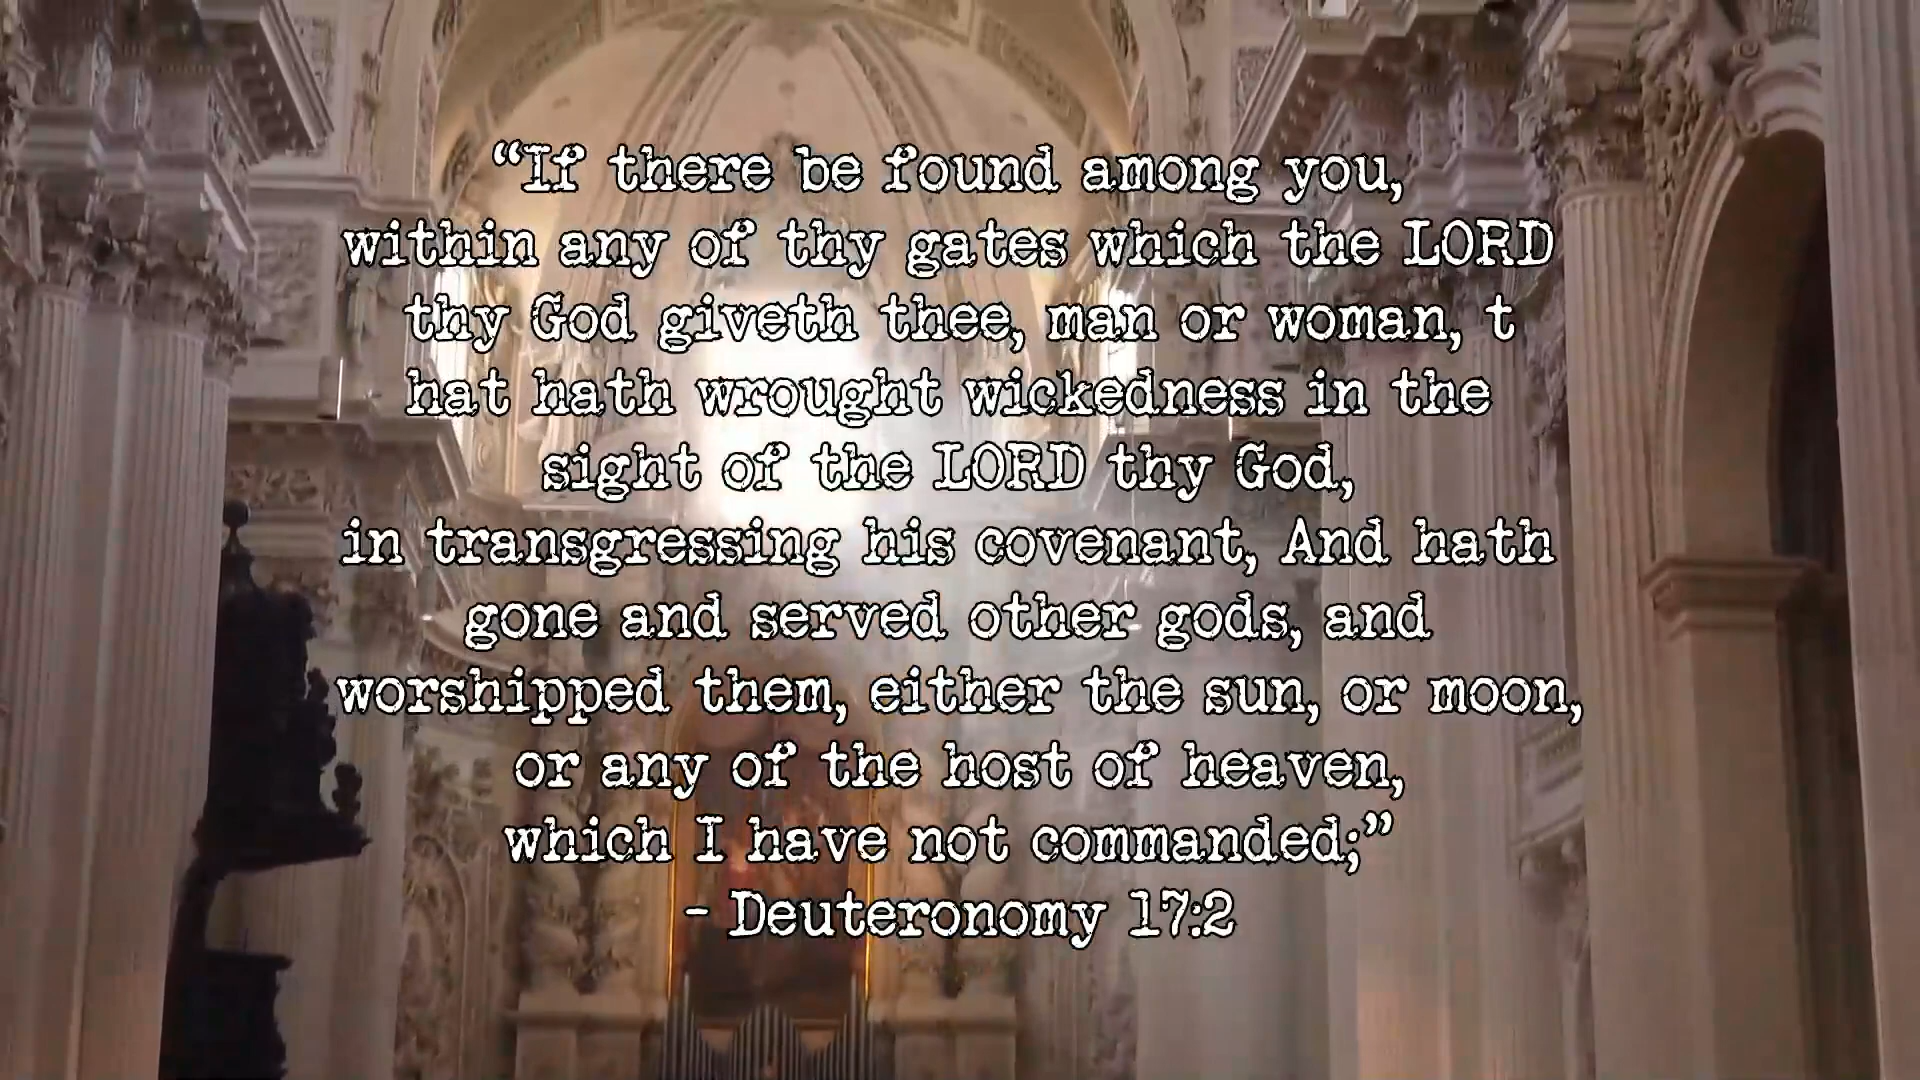 “If there be found among you,
within any of thy gates which the LORD
thy God giveth thee, man or woman, t
hat hath wrought wickedness in the
sight of the LORD thy God,
in transgressing his covenant, And hath
gone and served other gods, and
worshipped them, either the sun, or moon,
or any of the host of heaven,
which I have not commanded;”
- Deuteronomy 17:2